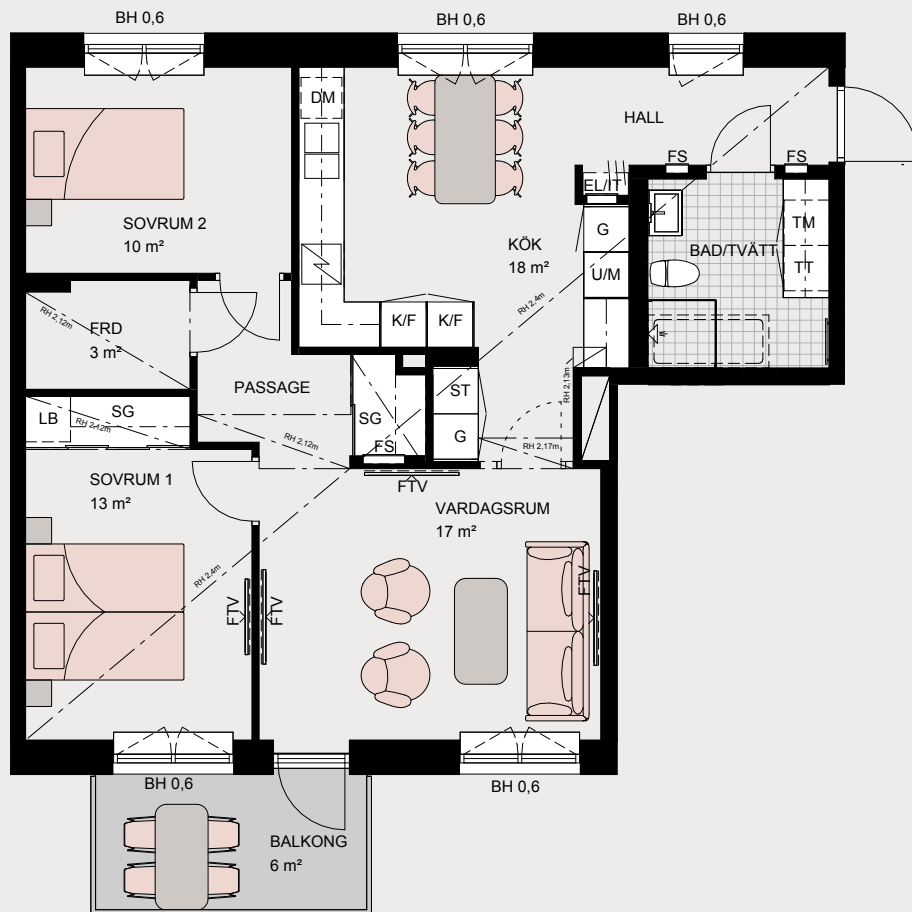 BH 0,6
BH 0,6
BH 0,6
DM
HALL
FS
FS
EL/IT
SOVRUM 2
10 m²
KÖK
18 m²
G
U/M
BAD/TVÄTT
TM
TT
RH 2,4m
RH 2,12m
FRD
3 m²
K/F
K/F
PASSAGE
RH 2,13m
ST
LB
SG
RH 2,12m
SG
FS
G
RH 2,12m
RH 2,17m
SOVRUM 1
13 m²
FTV
VARDAGSRUM
17 m²
RH 2,4m
FTV
FTV
FTV
BH 0,6
BH 0,6
BALKONG
6 m²